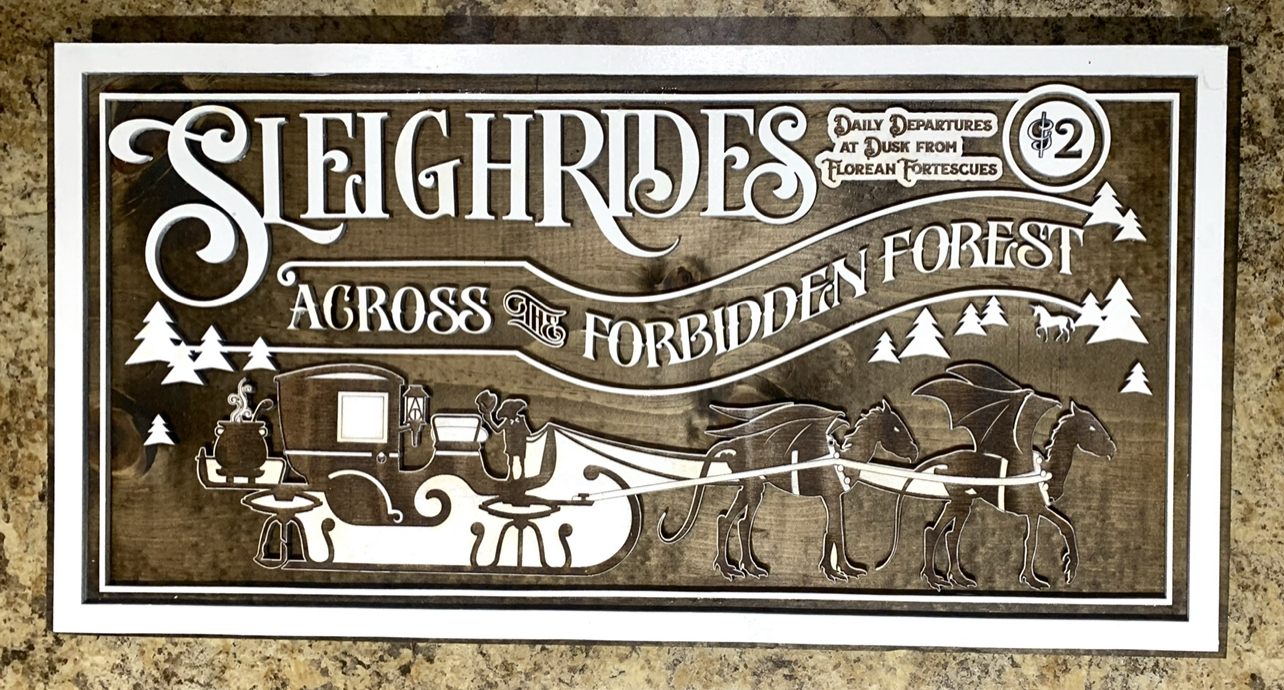 SLEIGHRIDES
DAILY DEPARTURES
AT DUSK FROM
FLOREAN FORTESCUES
2
ACROSS THE FORBIDDEN FOREST